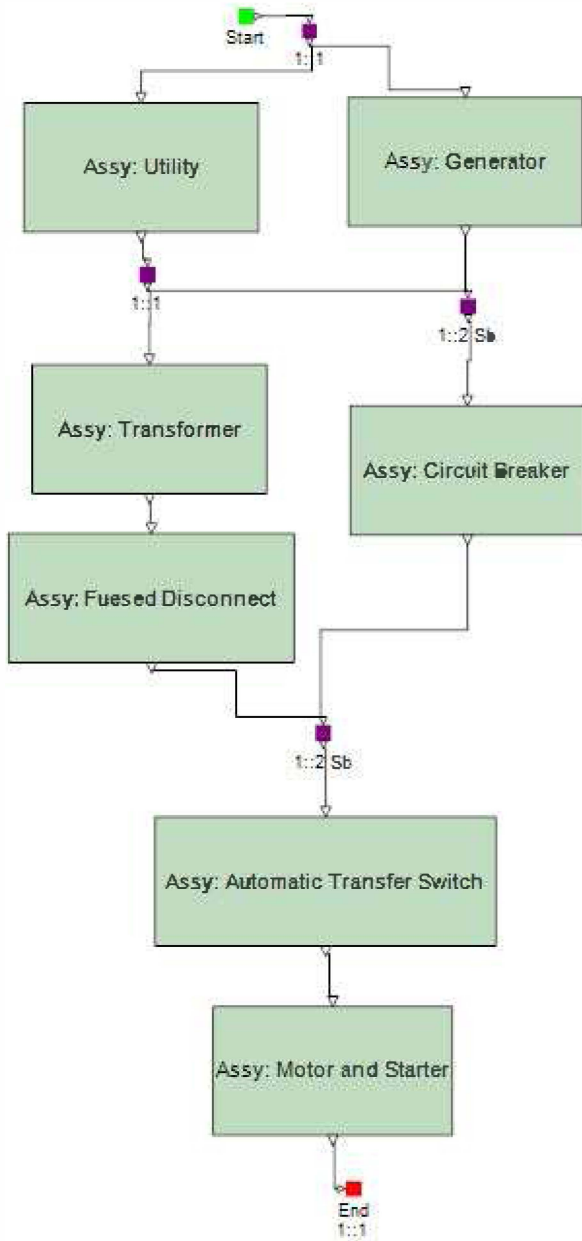 Start
1::1
Assy: Utility
Assy: Generator
1::1
1::2 Sb
Assy: Transformer
Assy: Circuit Breaker
Assy: Fuesed Disconnect
1::2 Sb
Assy: Automatic Transfer Switch
Assy: Motor and Starter
End
1::1